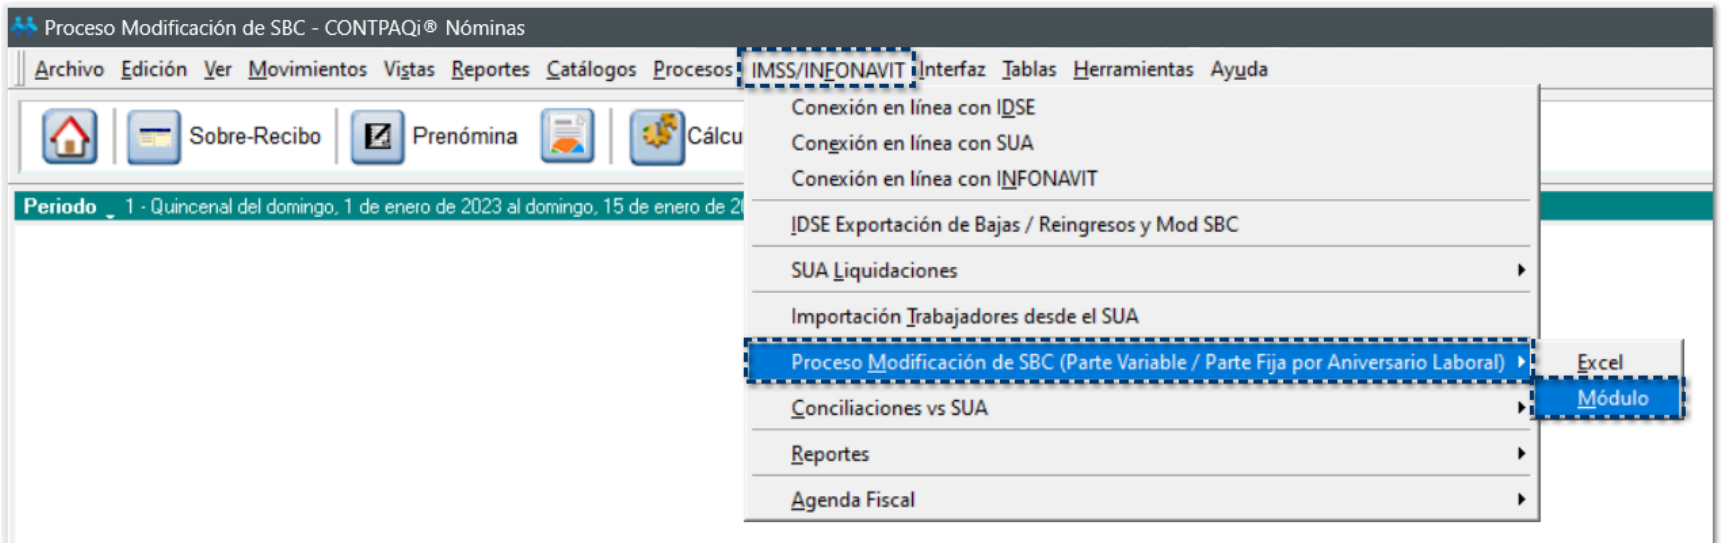 Proceso Modificación de SBC - CONTPAQi® Nóminas
Archivo Edición Ver Movimientos Vistas Reportes Catálogos Procesos IMSS/INFONAVIT Interfaz Tablas Herramientas Ayuda
Sobre-Recibo Prenómina Cálcu
Periodo 1 - Quincenal del domingo, 1 de enero de 2023 al domingo, 15 de enero de 2
Conexión en línea con IDSE
Conexión en línea con SUA
Conexión en línea con INFONAVIT
IDSE Exportación de Bajas / Reingresos y Mod SBC
SUA Liquidaciones
Importación Trabajadores desde el SUA
Proceso Modificación de SBC (Parte Variable / Parte Fija por Aniversario Laboral)
Conciliaciones vs SUA
Reportes
Agenda Fiscal
Excel
Módulo